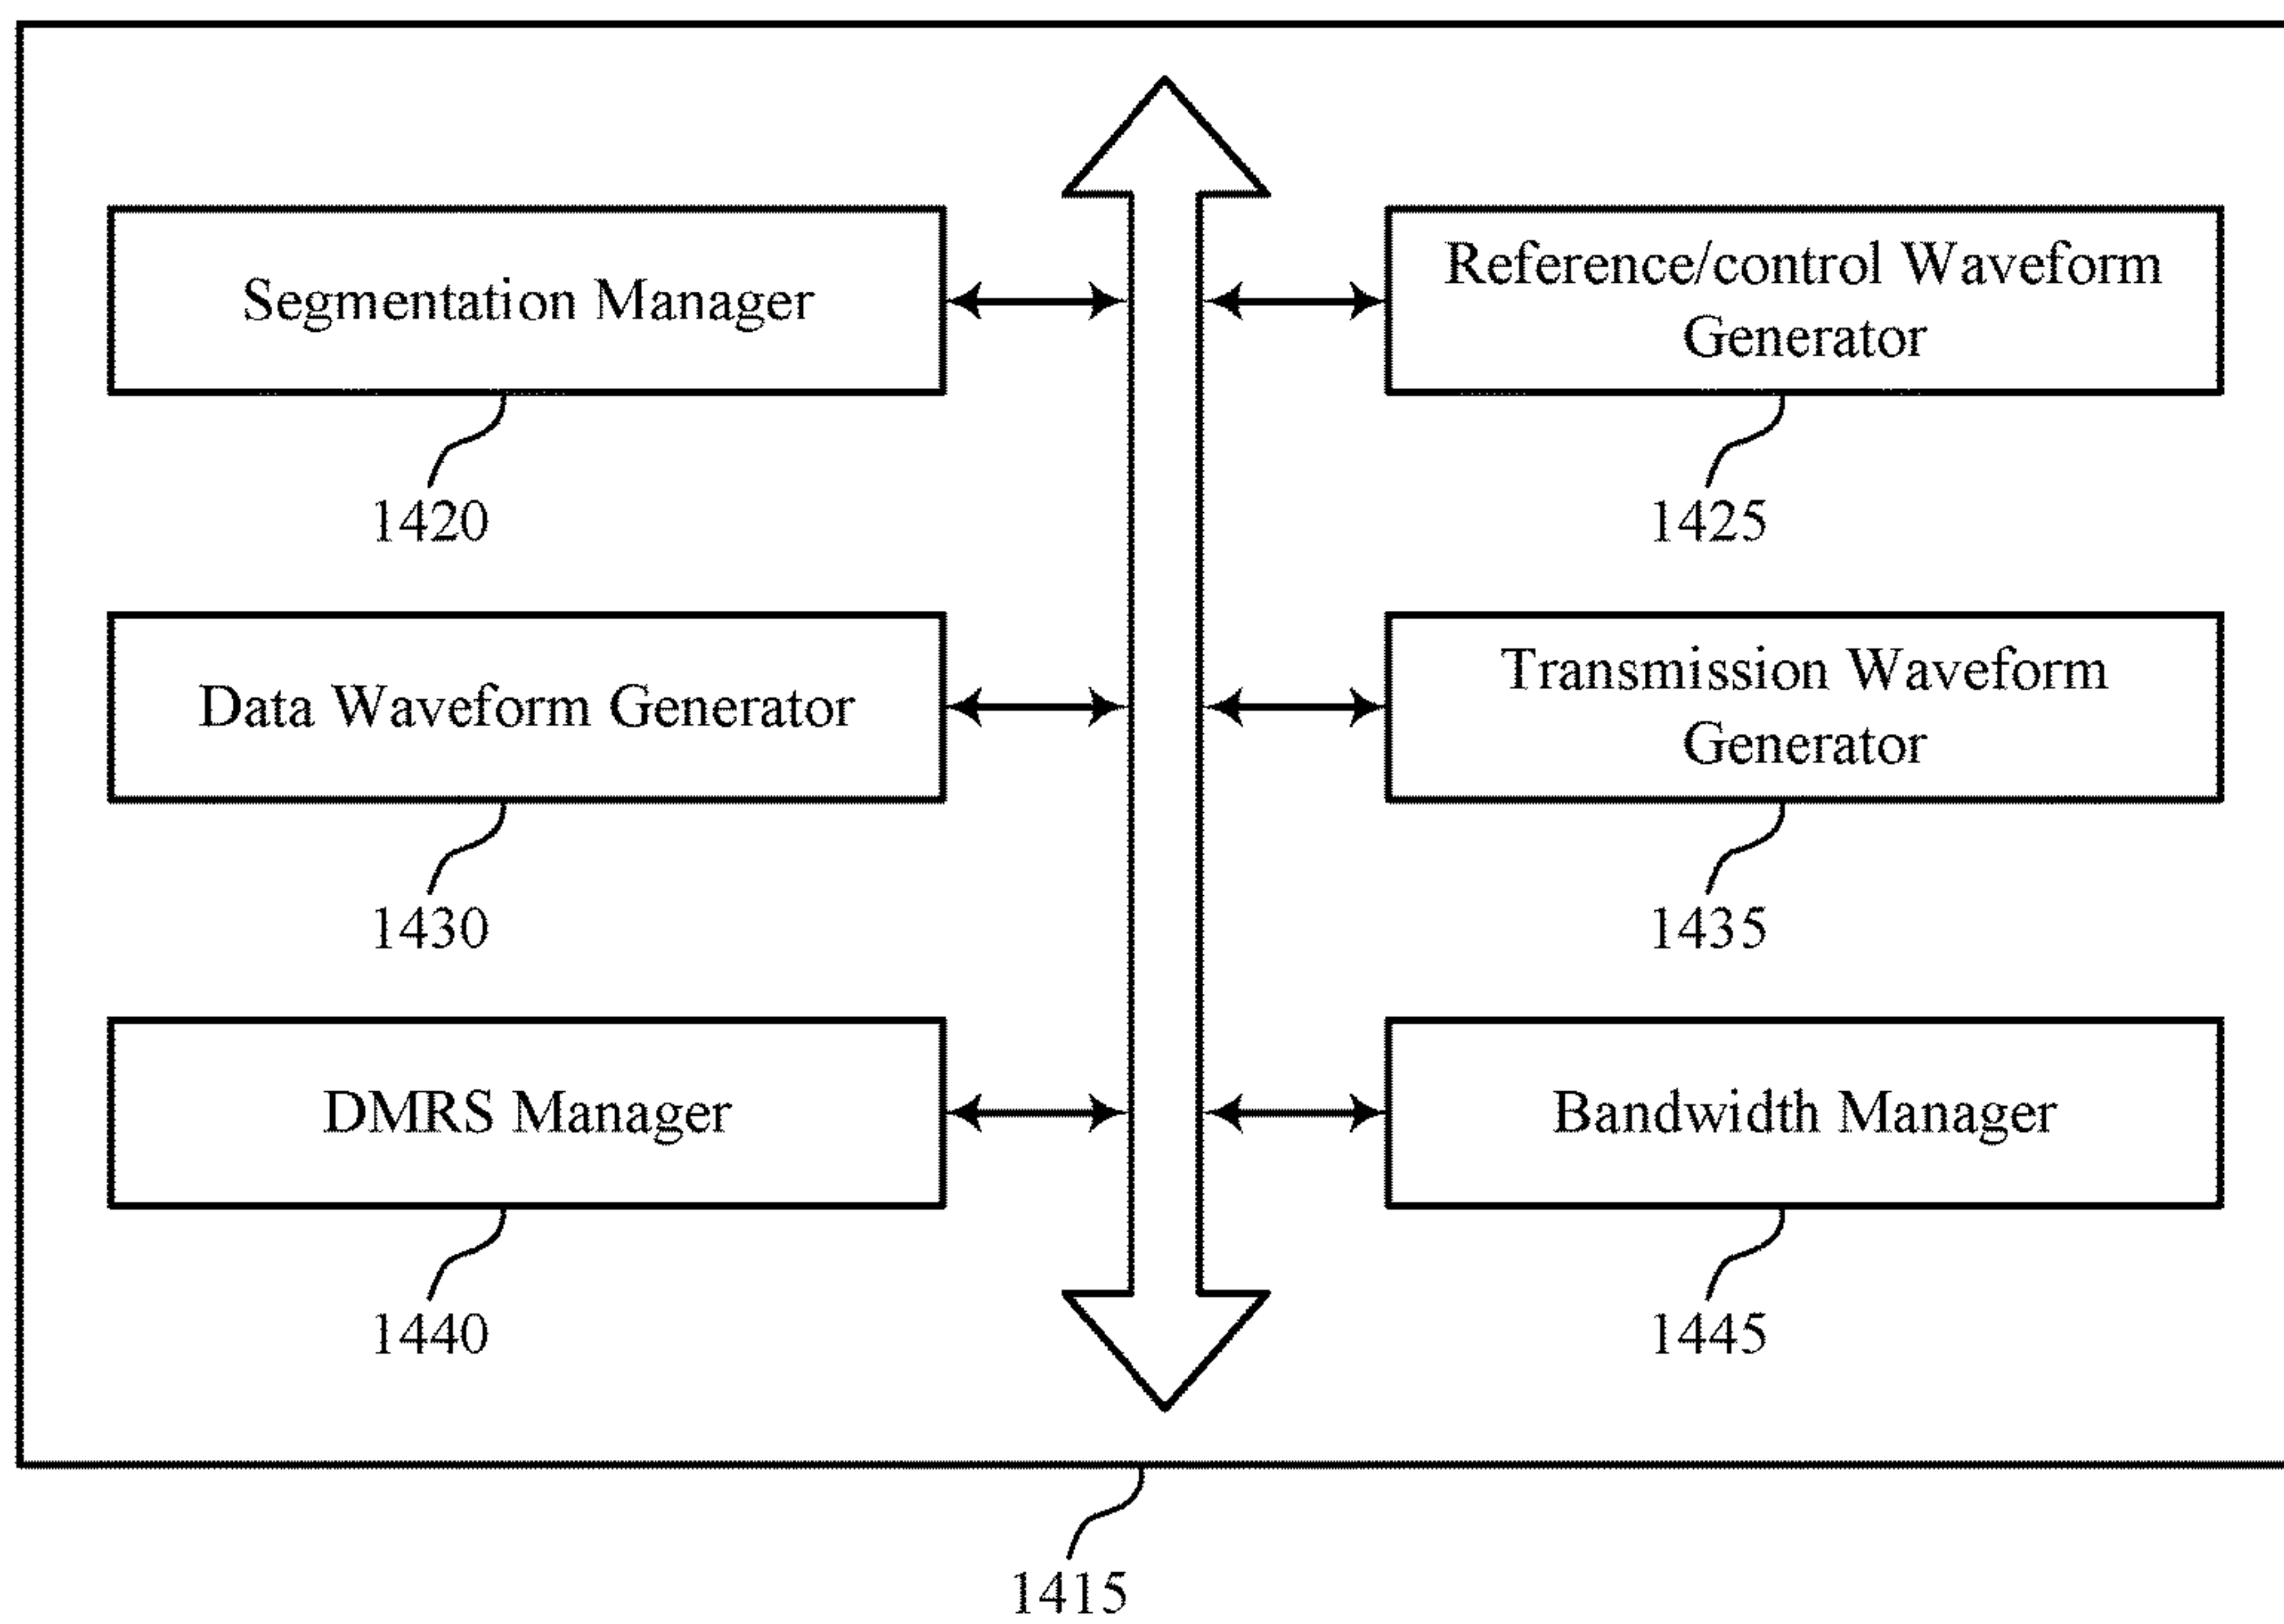 Segmentation Manager
1420
Reference/control Waveform
Generator
1425
Data Waveform Generator
1430
Transmission Waveform
Generator
1435
DMRS Manager
1440
Bandwidth Manager
1445
1415